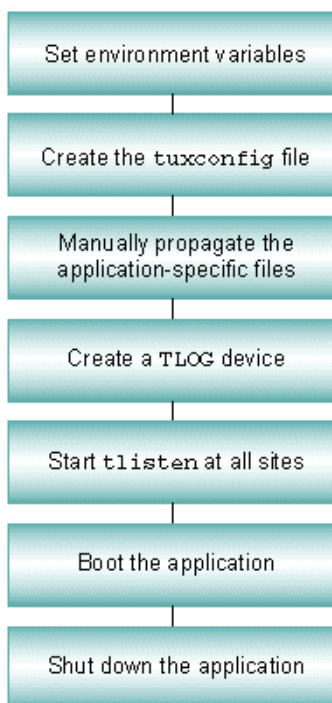 Set environment variables
Create the tuxconfig file
Manually propagate the
application-specific files
Create a TLOG device
Start tlisten at all sites
Boot the application
Shut down the application